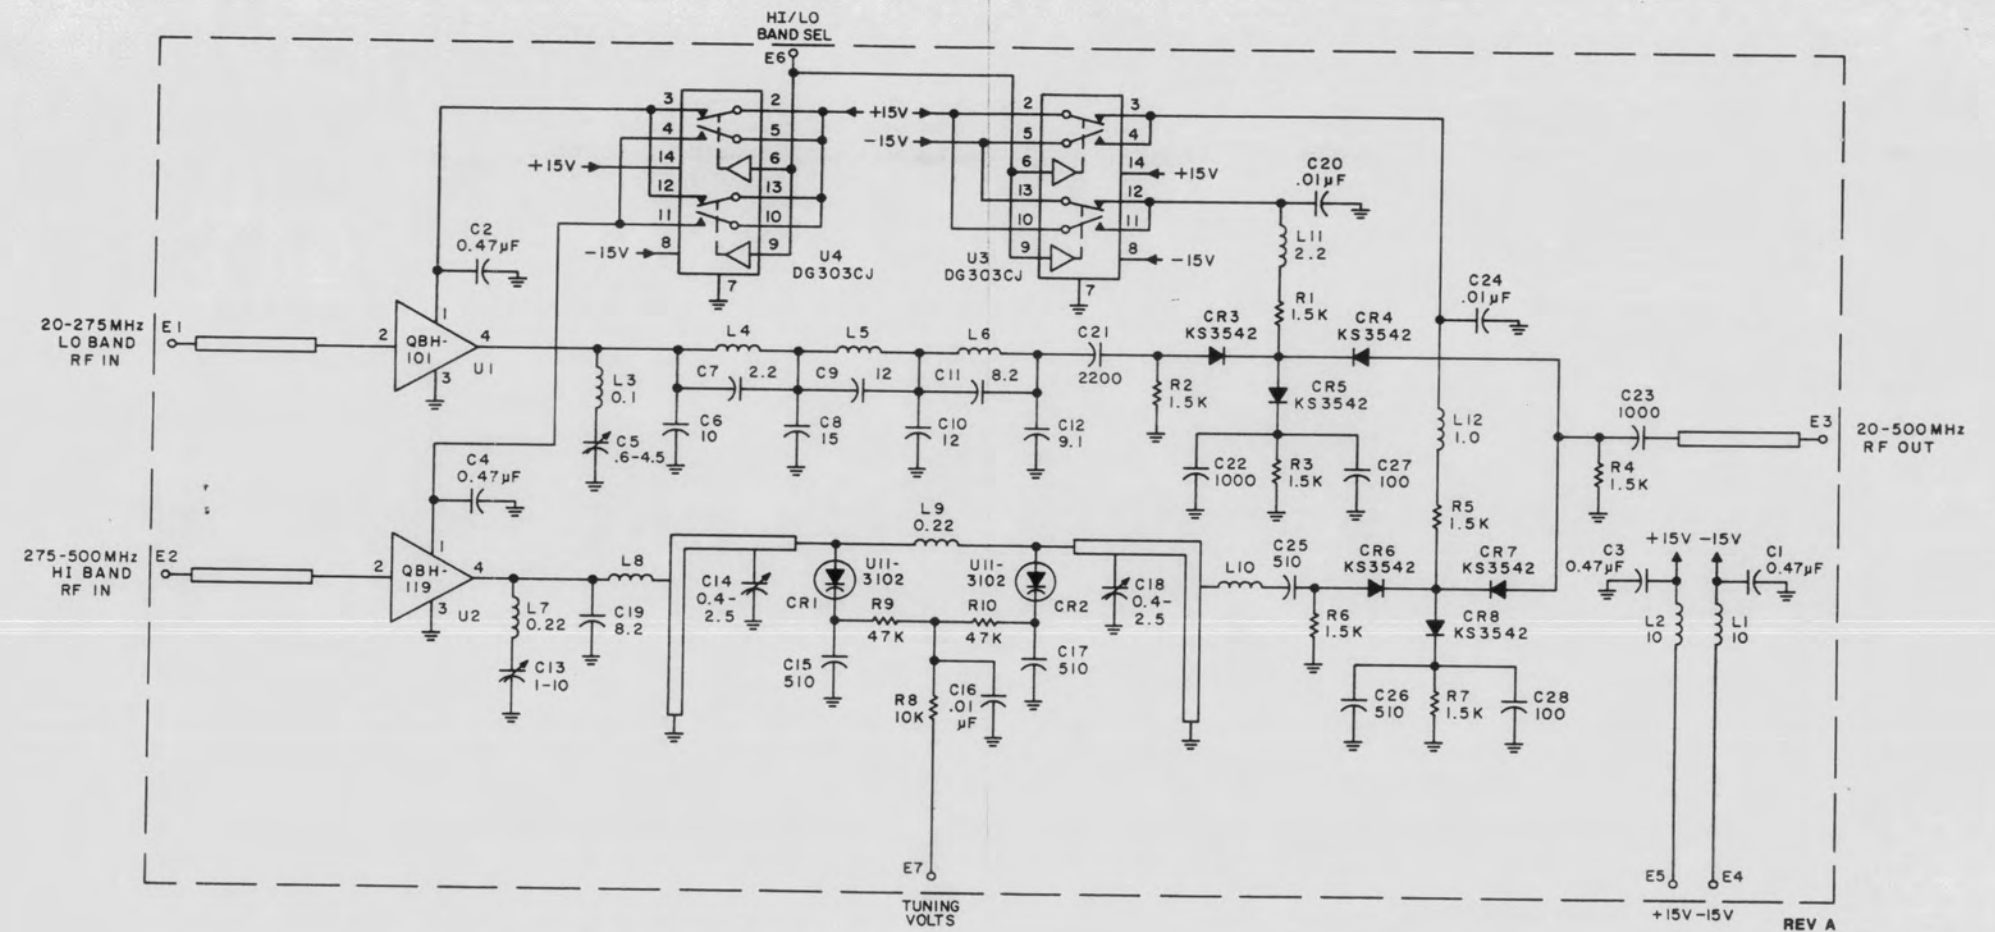 HI/LO
BAND SEL
E6
3
2
4
5
+15V
14
6
12
13
11
10
-15V
8
9
U4
DG303CJ
7
+15V
-15V
2
3
5
4
6
14
+15V
13
12
10
11
9
8
-15V
U3
DG303CJ
7
C20
.01µF
L11
2.2
C24
.01µF
C2
0.47µF
20-275MHz
LO BAND
RF IN
E1
2
QBH-
101
1
4
3
U1
L3
0.1
C5
.6-4.5
L4
L5
L6
C7
2.2
C9
12
C11
8.2
C6
10
C8
15
C10
12
C12
9.1
C21
2200
R2
1.5K
CR3
KS3542
R1
1.5K
CR4
KS3542
CR5
KS3542
C22
1000
R3
1.5K
C27
100
L12
1.0
R5
1.5K
C23
1000
R4
1.5K
E3
20-500MHz
RF OUT
C4
0.47µF
275-500MHz
HI BAND
RF IN
E2
2
QBH-
119
1
4
3
U2
L7
0.22
C13
1-10
C19
8.2
L8
C14
0.4-
2.5
U11-
3102
CR1
L9
0.22
U11-
3102
CR2
R9
47K
R10
47K
C15
510
C17
510
R8
10K
C16
.01
µF
C18
0.4-
2.5
L10
C25
510
R6
1.5K
CR6
KS3542
CR7
KS3542
CR8
KS3542
C26
510
R7
1.5K
C28
100
+15V -15V
C3
0.47µF
C1
0.47µF
L2
10
L1
10
E7
TUNING
VOLTS
E5
E4
+15V -15V
REV A